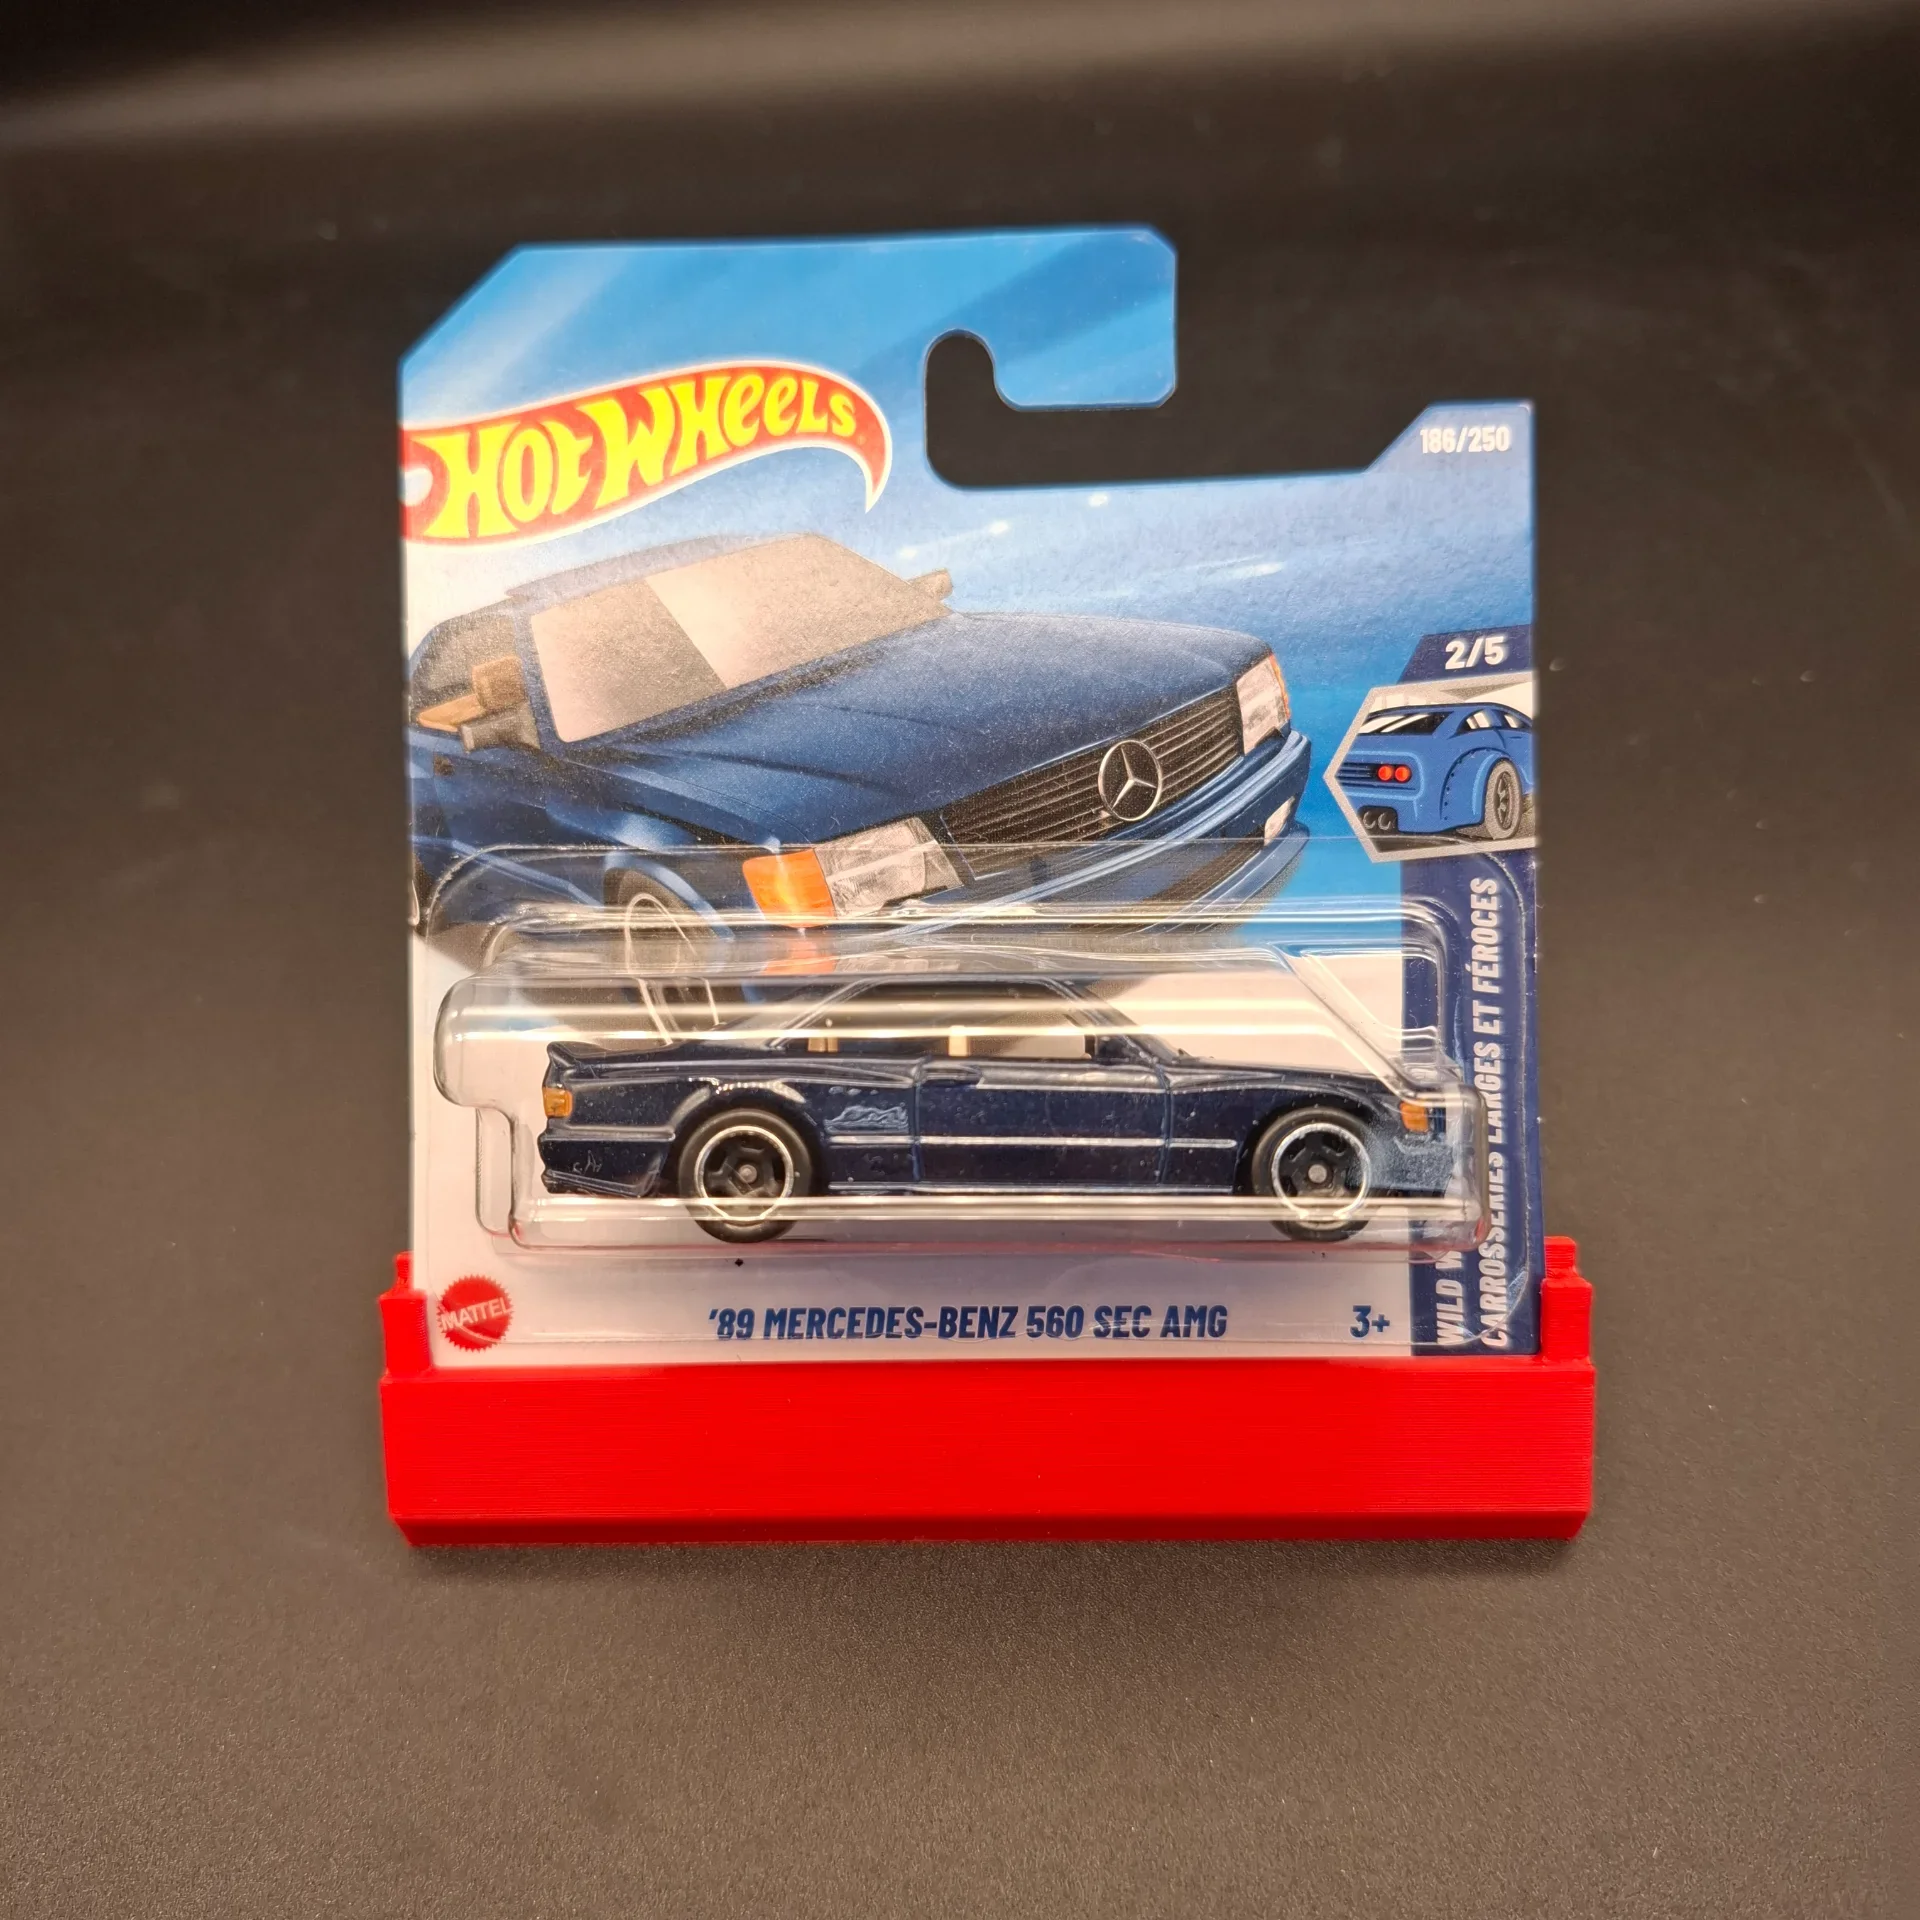 HOT WHEELS
186/250
2/5
WILD W
CARROSSERIES LARGES ET FÉROCES
MATTEL
'89 MERCEDES-BENZ 560 SEC AMG
3+